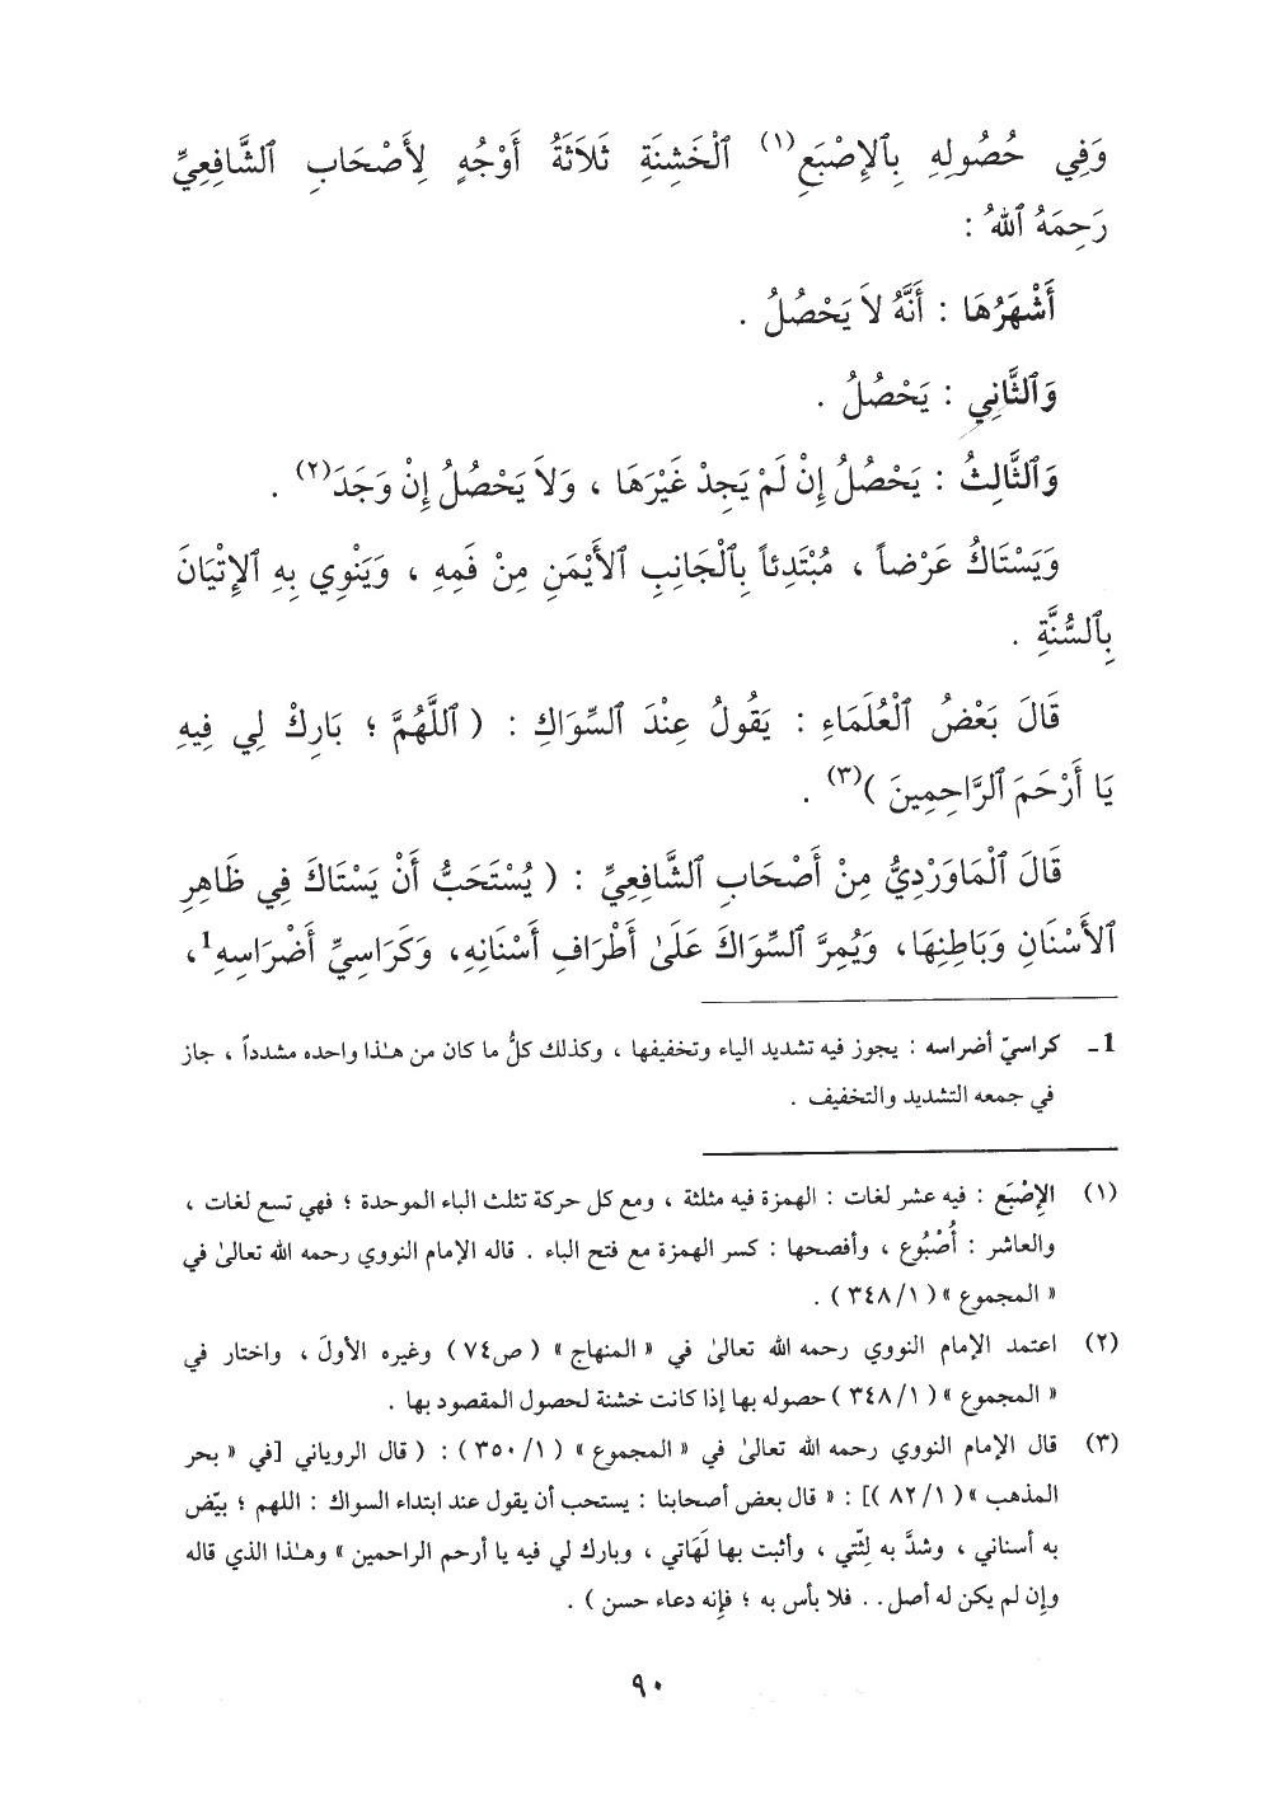 وَفِي حُصُولِهِ بِٱلإِصْبَعِ(١) ٱلْخَشِنَةِ ثَلاَثَةُ أَوْجُهٍ لِأَصْحَابِ ٱلشَّافِعِيِّ
رَحِمَهُ ٱللهُ :
أَشْهَرُهَا : أَنَّهُ لاَ يَحْصُلُ .
وَٱلثَّانِي : يَحْصُلُ .
وَٱلثَّالِثُ : يَحْصُلُ إِنْ لَمْ يَجِدْ غَيْرَهَا ، وَلاَ يَحْصُلُ إِنْ وَجَدَ(٢) .
وَيَسْتَاكُ عَرْضاً ، مُبْتَدِئاً بِٱلْجَانِبِ ٱلأَيْمَنِ مِنْ فَمِهِ ، وَيَنْوِي بِهِ ٱلإِتْيَانَ
بِٱلسُّنَّةِ .
قَالَ بَعْضُ ٱلْعُلَمَاءِ : يَقُولُ عِنْدَ ٱلسِّوَاكِ : ( ٱللَّهُمَّ ؛ بَارِكْ لِي فِيهِ
يَا أَرْحَمَ ٱلرَّاحِمِينَ )(٣) .
قَالَ ٱلْمَاوَرْدِيُّ مِنْ أَصْحَابِ ٱلشَّافِعِيِّ : ( يُسْتَحَبُّ أَنْ يَسْتَاكَ فِي ظَاهِرِ
ٱلأَسْنَانِ وَبَاطِنِهَا، وَيُمِرَّ ٱلسِّوَاكَ عَلَىٰ أَطْرَافِ أَسْنَانِهِ، وَكَرَاسِيِّ أَضْرَاسِهِ1،
1ـ كراسيّ أضراسه : يجوز فيه تشديد الياء وتخفيفها ، وكذلك كلُّ ما كان من هـٰذا واحده مشدداً ، جاز
في جمعه التشديد والتخفيف .
(١) الإِصْبَع : فيه عشر لغات : الهمزة فيه مثلثة ، ومع كل حركة تثلث الباء الموحدة ؛ فهي تسع لغات ،
والعاشر : أُصْبُوع ، وأفصحها : كسر الهمزة مع فتح الباء . قاله الإمام النووي رحمه الله تعالىٰ في
« المجموع » ( ٣٤٨/١ ) .
(٢) اعتمد الإمام النووي رحمه الله تعالىٰ في « المنهاج » ( ص٧٤ ) وغيره الأولَ ، واختار في
« المجموع » ( ٣٤٨/١ ) حصوله بها إذا كانت خشنة لحصول المقصود بها .
(٣) قال الإمام النووي رحمه الله تعالىٰ في « المجموع » ( ٣٥٠/١ ) : ( قال الروياني [في « بحر
المذهب » ( ٨٢/١ )] : « قال بعض أصحابنا : يستحب أن يقول عند ابتداء السواك : اللهم ؛ بيّض
به أسناني ، وشدَّ به لِثّتي ، وأثبت بها لَهَاتي ، وبارك لي فيه يا أرحم الراحمين » وهـٰذا الذي قاله
وإن لم يكن له أصل . . فلا بأس به ؛ فإنه دعاء حسن ) .
٩٠